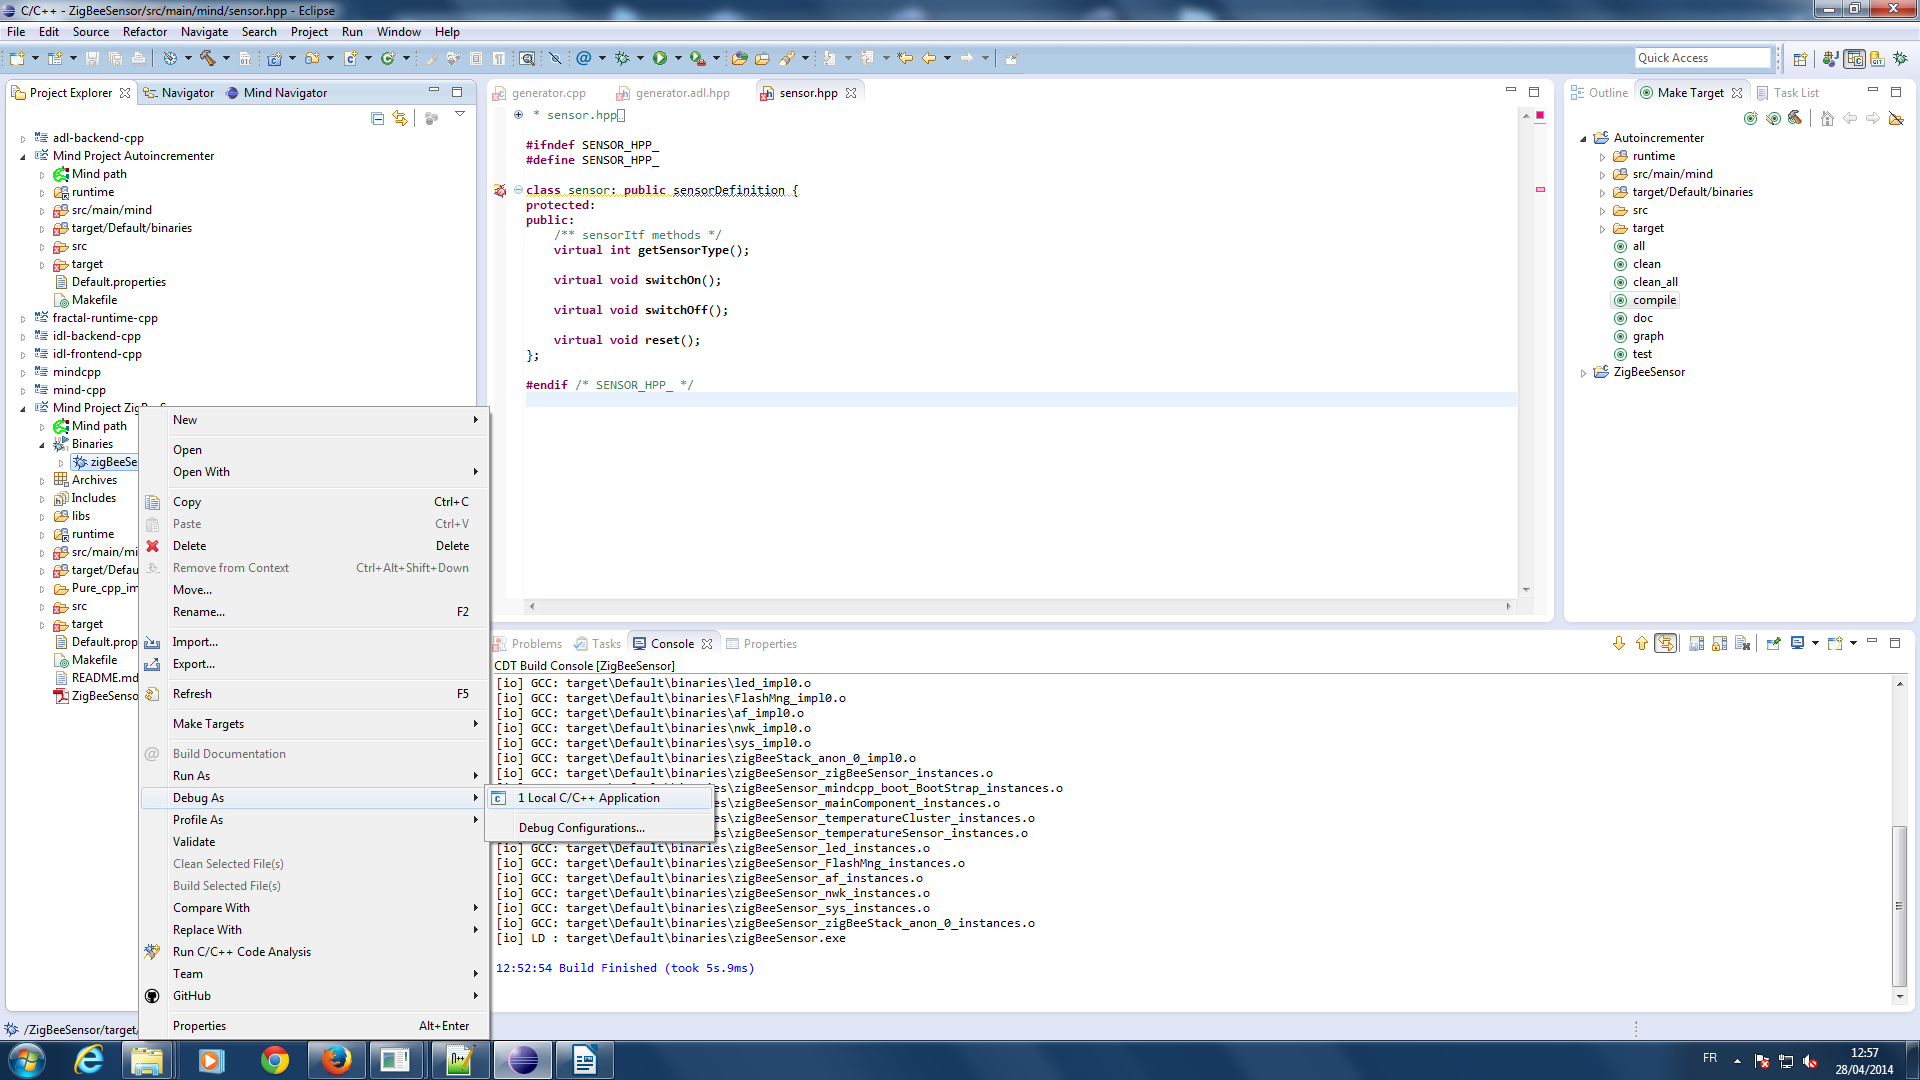 C/C++ - ZigBeeSensor/src/main/mind/sensor.hpp - Eclipse
File Edit Source Refactor Navigate Search Project Run Window Help
Quick Access
Project Explorer Navigator Mind Navigator
adl-backend-cpp
Mind Project Autoincrementer
Mind path
runtime
src/main/mind
target/Default/binaries
src
target
Default.properties
Makefile
fractal-runtime-cpp
idl-backend-cpp
idl-frontend-cpp
mindcpp
mind-cpp
Mind Project ZigBeeS
Mind path
Binaries
zigBeeSe
Archives
Includes
libs
runtime
src/main/mi
target/Defau
Pure_cpp_im
src
target
Default.prop
Makefile
README.md
ZigBeeSenso
New
Open
Open With
Copy Ctrl+C
Paste Ctrl+V
Delete Delete
Remove from Context Ctrl+Alt+Shift+Down
Move...
Rename... F2
Import...
Export...
Refresh F5
Make Targets
Build Documentation
Run As
Debug As
Profile As
Validate
Clean Selected File(s)
Build Selected File(s)
Compare With
Replace With
Run C/C++ Code Analysis
Team
GitHub
Properties Alt+Enter
1 Local C/C++ Application
Debug Configurations...
generator.cpp generator.adl.hpp sensor.hpp
* sensor.hpp
#ifndef SENSOR_HPP_
#define SENSOR_HPP_
class sensor: public sensorDefinition {
protected:
public:
/** sensorItf methods */
virtual int getSensorType();
virtual void switchOn();
virtual void switchOff();
virtual void reset();
};
#endif /* SENSOR_HPP_ */
Outline Make Target Task List
Autoincrementer
runtime
src/main/mind
target/Default/binaries
src
target
all
clean
clean_all
compile
doc
graph
test
ZigBeeSensor
Problems Tasks Console Properties
CDT Build Console [ZigBeeSensor]
[io] GCC: target\Default\binaries\led_impl0.o
[io] GCC: target\Default\binaries\FlashMng_impl0.o
[io] GCC: target\Default\binaries\af_impl0.o
[io] GCC: target\Default\binaries\nwk_impl0.o
[io] GCC: target\Default\binaries\sys_impl0.o
[io] GCC: target\Default\binaries\zigBeeStack_anon_0_impl0.o
[io] GCC: target\Default\binaries\zigBeeSensor_zigBeeSensor_instances.o
\zigBeeSensor_mindcpp_boot_BootStrap_instances.o
\zigBeeSensor_mainComponent_instances.o
\zigBeeSensor_temperatureCluster_instances.o
\zigBeeSensor_temperatureSensor_instances.o
[io] GCC: target\Default\binaries\zigBeeSensor_led_instances.o
[io] GCC: target\Default\binaries\zigBeeSensor_FlashMng_instances.o
[io] GCC: target\Default\binaries\zigBeeSensor_af_instances.o
[io] GCC: target\Default\binaries\zigBeeSensor_nwk_instances.o
[io] GCC: target\Default\binaries\zigBeeSensor_sys_instances.o
[io] GCC: target\Default\binaries\zigBeeSensor_zigBeeStack_anon_0_instances.o
[io] LD : target\Default\binaries\zigBeeSensor.exe
12:52:54 Build Finished (took 5s.9ms)
/ZigBeeSensor/target/
FR
12:57
28/04/2014